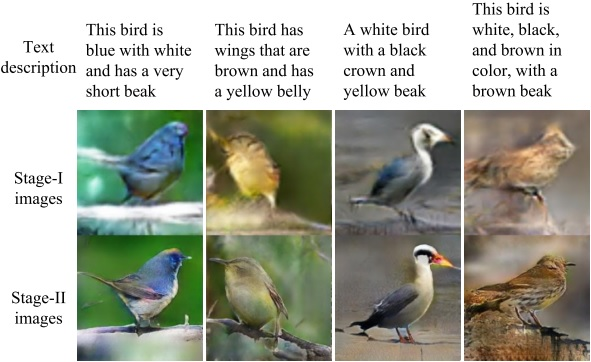 Text
description
This bird is
blue with white
and has a very
short beak
This bird has
wings that are
brown and has
a yellow belly
A white bird
with a black
crown and
yellow beak
This bird is
white, black,
and brown in
color, with a
brown beak
Stage-I
images
Stage-II
images